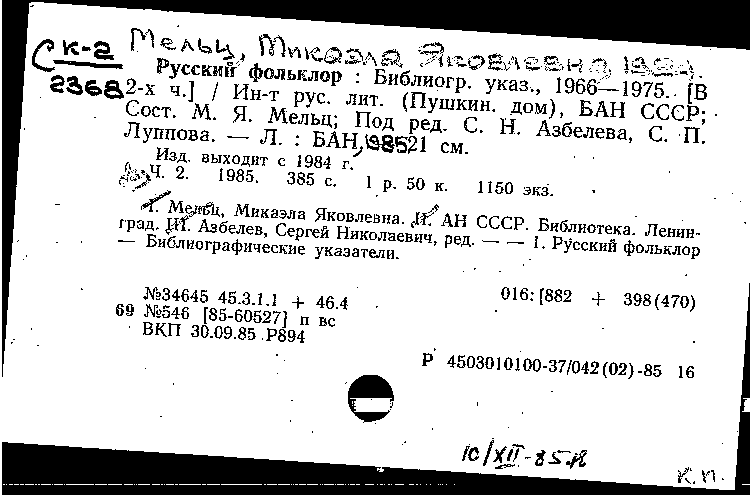 СК-2 Мельц, Микаэла Яковлевна, 1924.
2368 Русский фольклор : Библиогр. указ., 1966—1975. [В
2-х ч.] / Ин-т рус. лит. (Пушкин. дом), БАН СССР;
Сост. М. Я. Мельц; Под ред. С. Н. Азбелева, С. П.
Луппова. — Л. : БАН, 1985. 21 см.
Изд. выходит с 1984 г.
Ч. 2. 1985. 385 с. 1 р. 50 к. 1150 экз.
I. Мельц, Микаэла Яковлевна. II. АН СССР. Библиотека. Ленин-
град. III. Азбелев, Сергей Николаевич, ред. — — 1. Русский фольклор
— Библиографические указатели.
№34645 45.3.1.1 + 46.4 016: [882 + 398(470)
69 №546 [85-60527] п вс
ВКП 30.09.85 Р894
Р 4503010100-37/042(02)-85 16
10/XII-85
К.П.